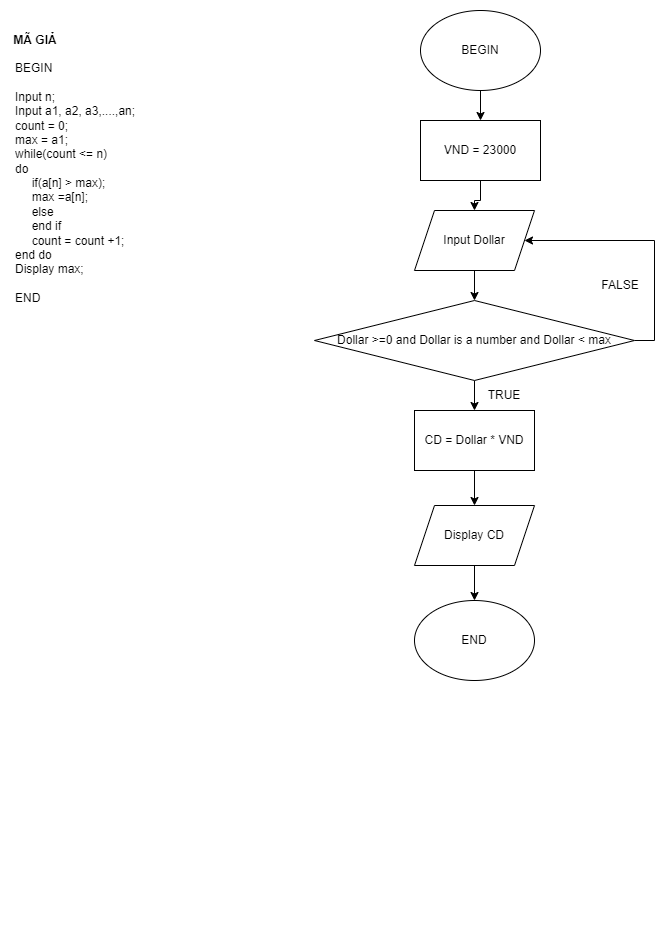 MÃ GIẢ
BEGIN
Input n;
Input a1, a2, a3,....,an;
count = 0;
max = a1;
while(count <= n)
do
if(a[n] > max);
max =a[n];
else
end if
count = count +1;
end do
Display max;
END
BEGIN
VND = 23000
Input Dollar
FALSE
Dollar >=0 and Dollar is a number and Dollar < max
TRUE
CD = Dollar * VND
Display CD
END